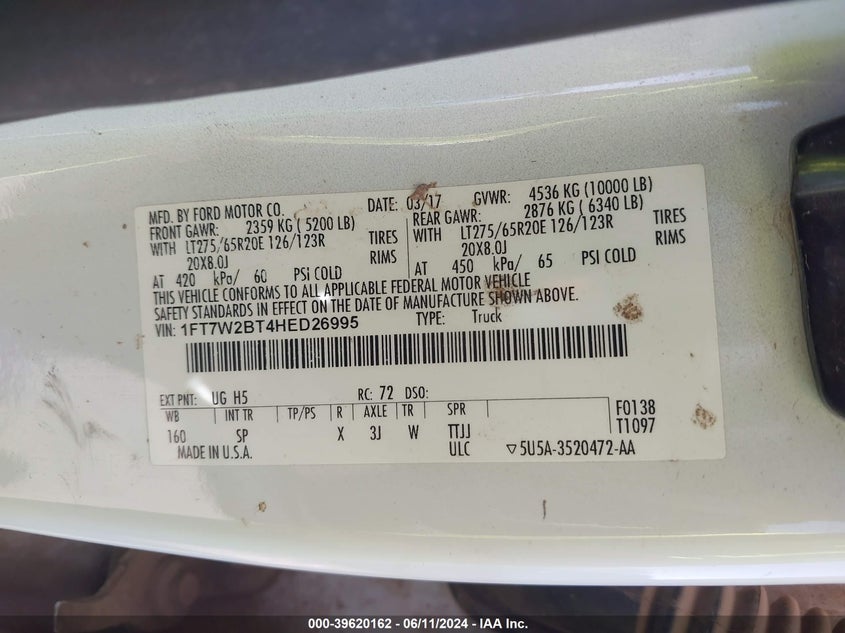 MFD. BY FORD MOTOR CO. DATE: 03/17 GVWR: 4536 KG (10000 LB)
FRONT GAWR: 2359 KG ( 5200 LB) REAR GAWR: 2876 KG ( 6340 LB)
WITH LT275/65R20E 126/123R TIRES WITH LT275/65R20E 126/123R TIRES
20X8.0J RIMS 20X8.0J RIMS
AT 420 kPa/ 60 PSI COLD AT 450 kPa/ 65 PSI COLD
THIS VEHICLE CONFORMS TO ALL APPLICABLE FEDERAL MOTOR VEHICLE
SAFETY STANDARDS IN EFFECT ON THE DATE OF MANUFACTURE SHOWN ABOVE.
VIN: 1FT7W2BT4HED26995 TYPE: Truck
EXT PNT: UG H5 RC: 72 DSO:
WB INT TR TP/PS R AXLE TR SPR F0138
160 SP X 3J W TTJJ T1097
MADE IN U.S.A. ULC ▽5U5A-3520472-AA
000-39620162 - 06/11/2024 - IAAI.com